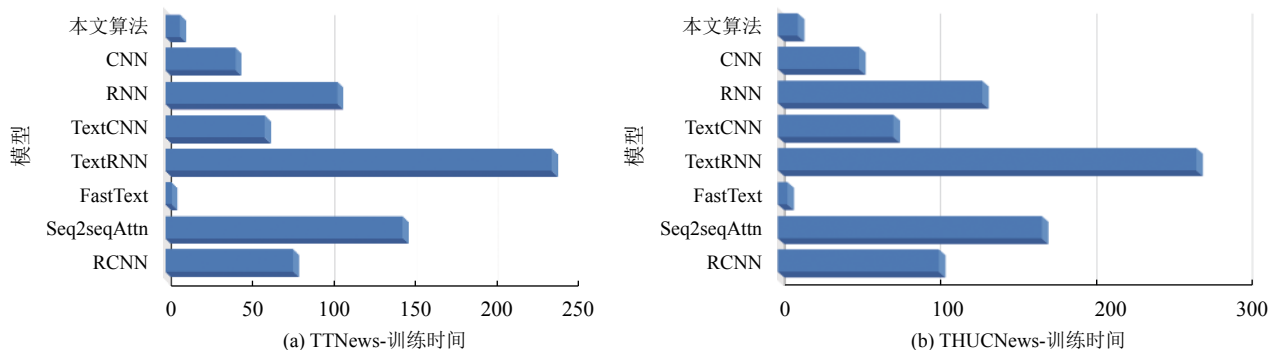 本文算法
CNN
RNN
TextCNN
TextRNN
FastText
Seq2seqAttn
RCNN
模型
0 50 100 150 200 250
(a) TTNews-训练时间
本文算法
CNN
RNN
TextCNN
TextRNN
FastText
Seq2seqAttn
RCNN
模型
0 100 200 300
(b) THUCNews-训练时间